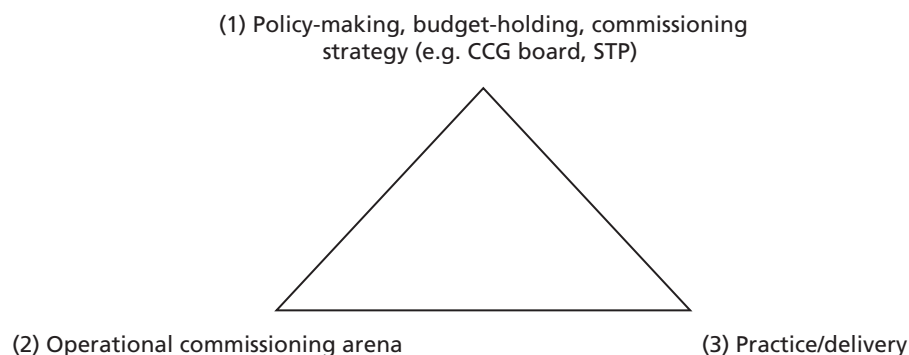 (1) Policy-making, budget-holding, commissioning
strategy (e.g. CCG board, STP)
(2) Operational commissioning arena
(3) Practice/delivery